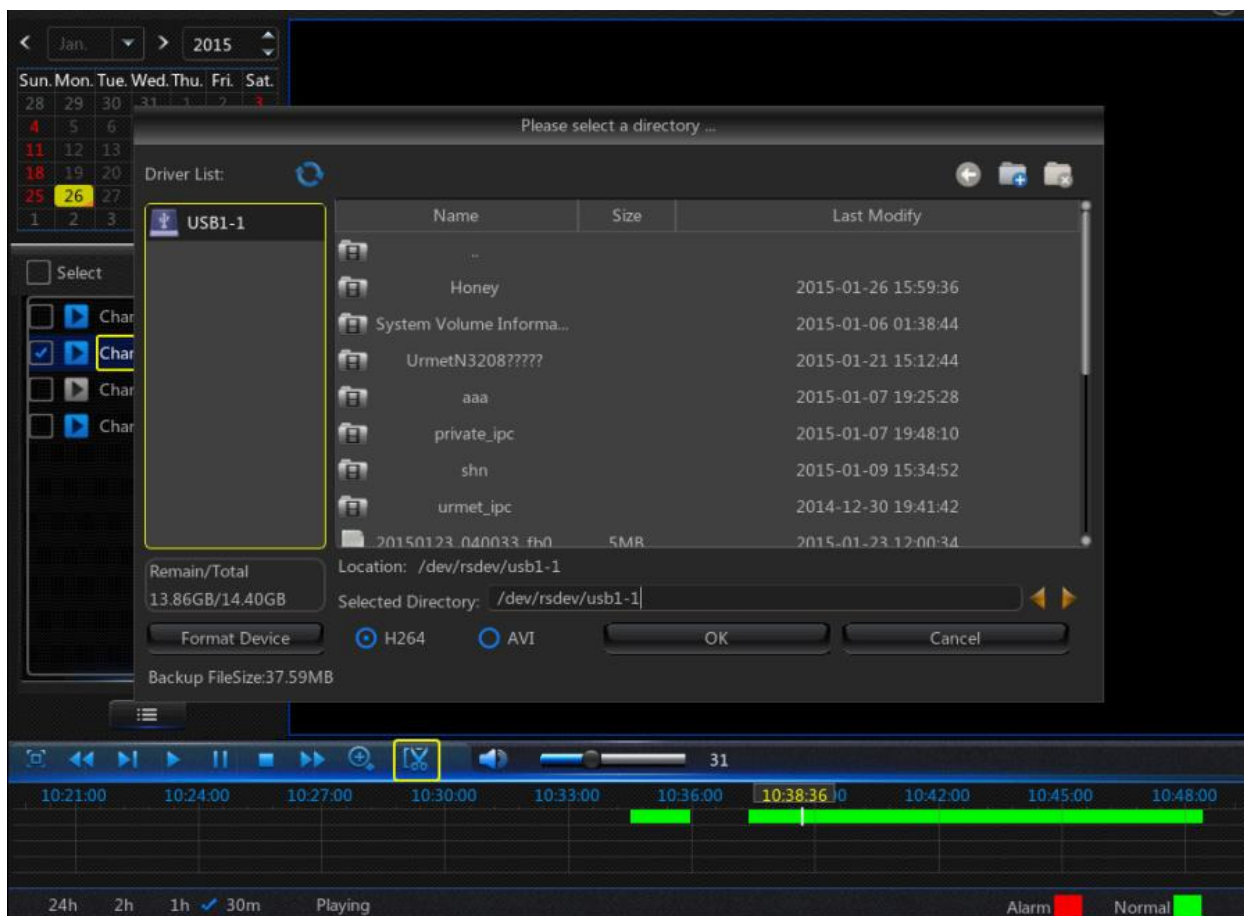 Jan. 2015
Sun. Mon. Tue. Wed. Thu. Fri. Sat.
28 29 30 31 1 2 3
4 5 6
11 12 13
18 19 20
25 26 27
1 2 3
Select
Char
Char
Char
Char
Please select a directory ...
Driver List:
USB1-1
Name Size Last Modify
..
Honey 2015-01-26 15:59:36
System Volume Informa... 2015-01-06 01:38:44
UrmetN3208????? 2015-01-21 15:12:44
aaa 2015-01-07 19:25:28
private_ipc 2015-01-07 19:48:10
shn 2015-01-09 15:34:52
urmet_ipc 2014-12-30 19:41:42
20150123_040033_fb0 5MB 2015-01-23 12:00:34
Remain/Total
13.86GB/14.40GB
Location: /dev/rsdev/usb1-1
Selected Directory: /dev/rsdev/usb1-1
Format Device H264 AVI OK Cancel
Backup FileSize:37.59MB
31
10:21:00 10:24:00 10:27:00 10:30:00 10:33:00 10:36:00 10:38:36 10:42:00 10:45:00 10:48:00
24h 2h 1h 30m Playing Alarm Normal